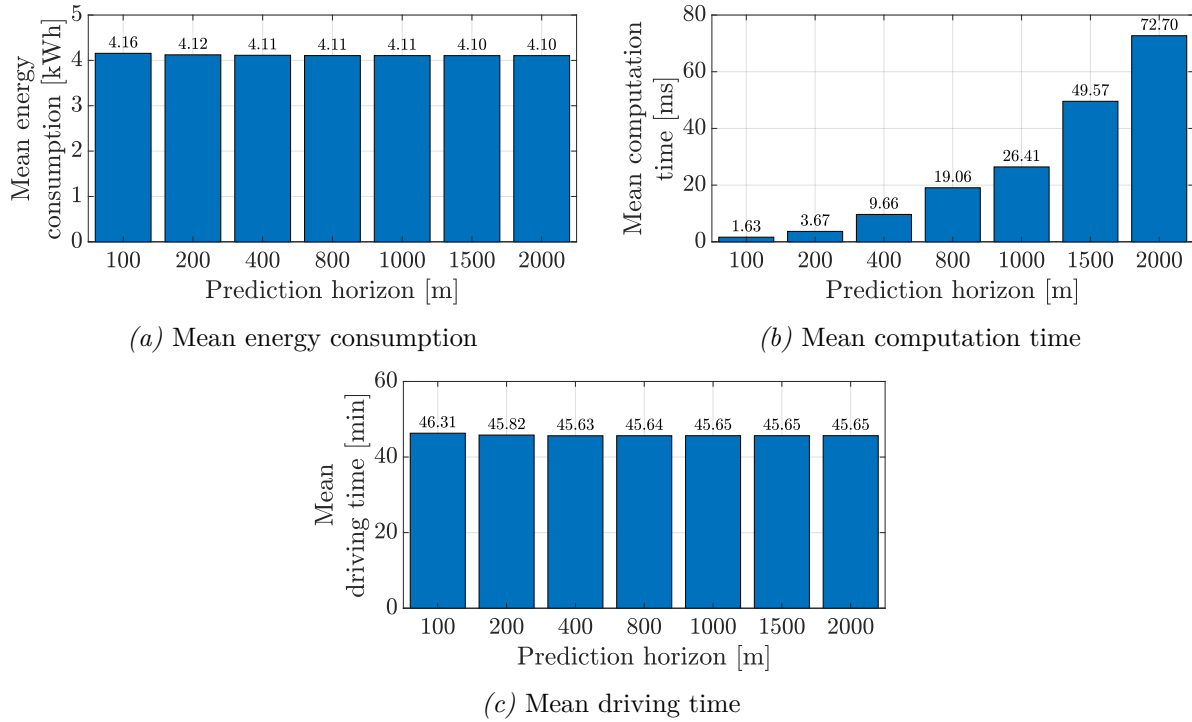 5
4
3
2
1
0
Mean energy
consumption [kWh]
4.16 4.12 4.11 4.11 4.11 4.10 4.10
100 200 400 800 1000 1500 2000
Prediction horizon [m]
(a) Mean energy consumption
80
60
40
20
0
Mean computation
time [ms]
1.63 3.67 9.66 19.06 26.41 49.57 72.70
100 200 400 800 1000 1500 2000
Prediction horizon [m]
(b) Mean computation time
60
40
20
0
Mean
driving time [min]
46.31 45.82 45.63 45.64 45.65 45.65 45.65
100 200 400 800 1000 1500 2000
Prediction horizon [m]
(c) Mean driving time